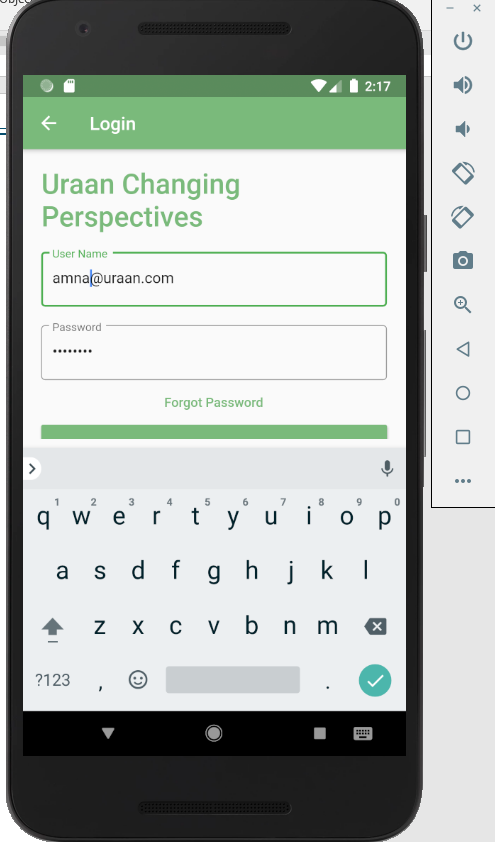 2:17
Login
Uraan Changing
Perspectives
User Name
amna@uraan.com
Password
••••••••
Forgot Password
1 2 3 4 5 6 7 8 9 0
q w e r t y u i o p
a s d f g h j k l
z x c v b n m
?123 , .